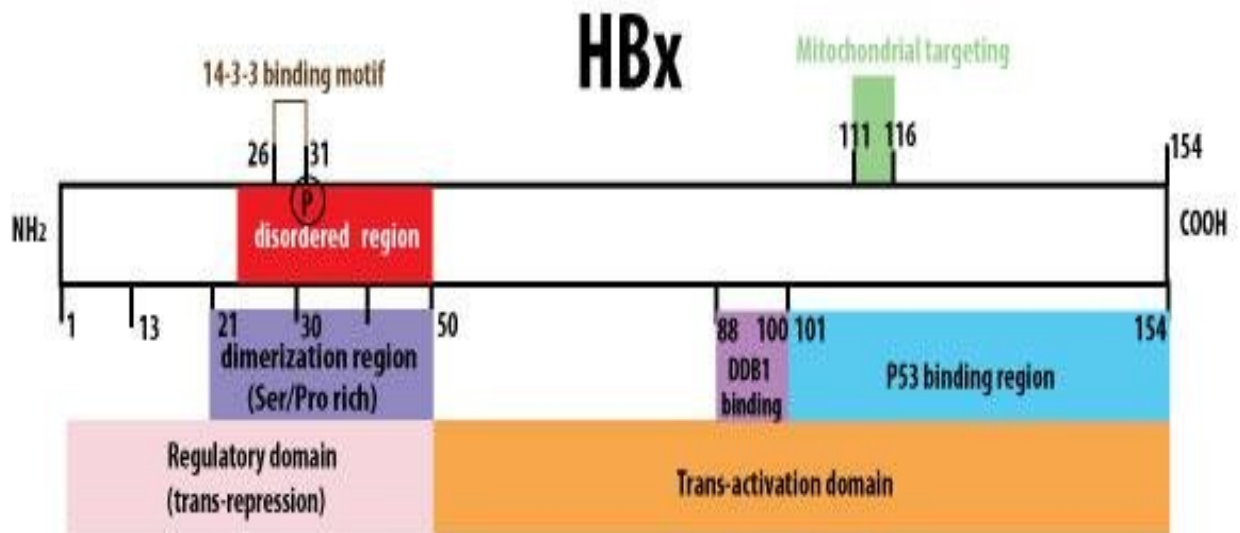 HBx
14-3-3 binding motif
Mitochondrial targeting
26 31
111 116
154
P
NH2
disordered region
COOH
1 13 21 30 50 88 100 101 154
dimerization region
(Ser/Pro rich)
DDB1
binding
P53 binding region
Regulatory domain
(trans-repression)
Trans-activation domain